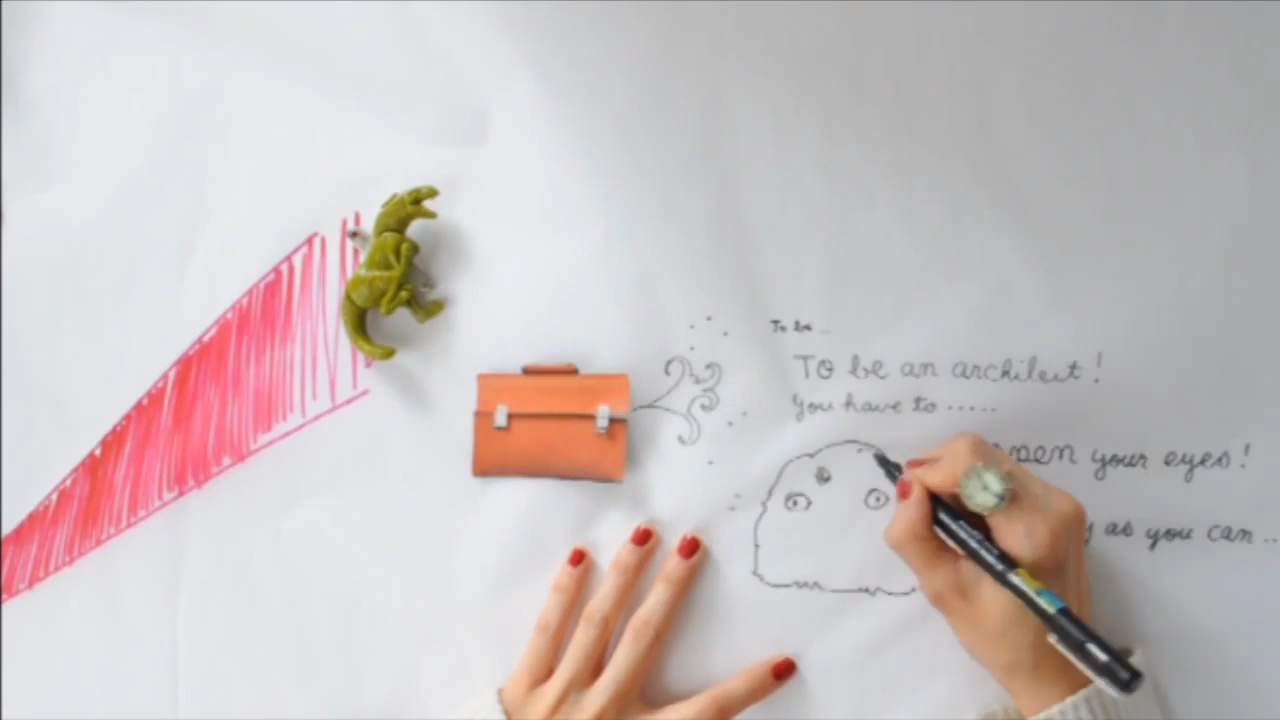 To be ..
To be an architect!
you have to .....
open your eyes!
as you can ..